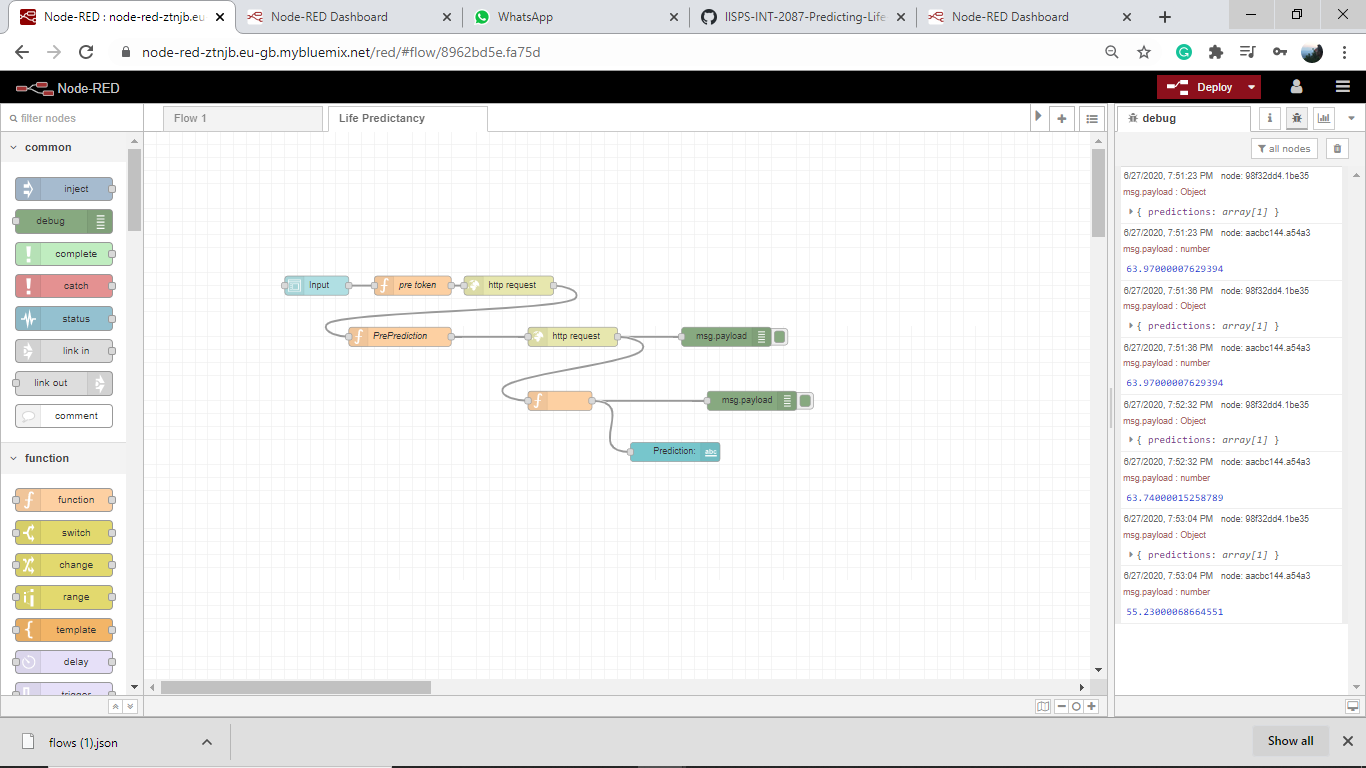 Node-RED : node-red-ztnjb.eu
Node-RED Dashboard
WhatsApp
IISPS-INT-2087-Predicting-Life
Node-RED Dashboard
node-red-ztnjb.eu-gb.mybluemix.net/red/#flow/8962bd5e.fa75d
Node-RED
Deploy
filter nodes
Flow 1
Life Predictancy
debug
all nodes
common
inject
debug
complete
catch
status
link in
link out
comment
function
function
switch
change
range
template
delay
trigger
Input
pre token
http request
PrePrediction
http request
msg.payload
msg.payload
Prediction:
abc
6/27/2020, 7:51:23 PM node: 98f32dd4.1be35
msg.payload : Object
{ predictions: array[1] }
6/27/2020, 7:51:23 PM node: aacbc144.a54a3
msg.payload : number
63.97000007629394
6/27/2020, 7:51:36 PM node: 98f32dd4.1be35
msg.payload : Object
{ predictions: array[1] }
6/27/2020, 7:51:36 PM node: aacbc144.a54a3
msg.payload : number
63.97000007629394
6/27/2020, 7:52:32 PM node: 98f32dd4.1be35
msg.payload : Object
{ predictions: array[1] }
6/27/2020, 7:52:32 PM node: aacbc144.a54a3
msg.payload : number
63.74000015258789
6/27/2020, 7:53:04 PM node: 98f32dd4.1be35
msg.payload : Object
{ predictions: array[1] }
6/27/2020, 7:53:04 PM node: aacbc144.a54a3
msg.payload : number
55.23000068664551
flows (1).json
Show all